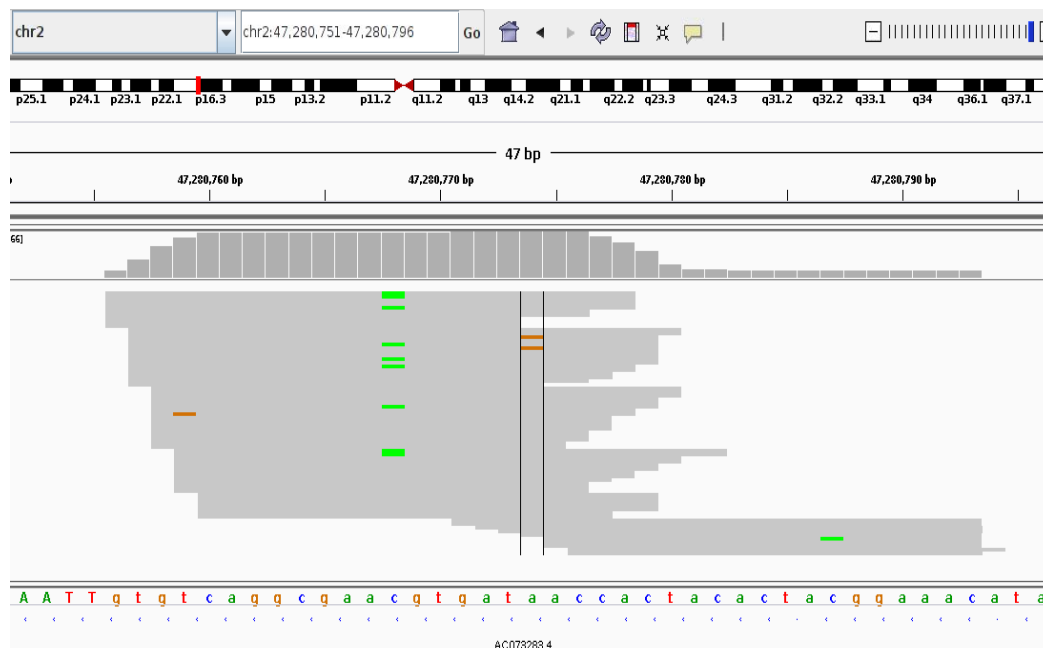 chr2 chr2:47,280,751-47,280,796 Go
p25.1 p24.1 p23.1 p22.1 p16.3 p15 p13.2 p11.2 q11.2 q13 q14.2 q21.1 q22.2 q23.3 q24.3 q31.2 q32.2 q33.1 q34 q36.1 q37.1
47 bp
47,280,760 bp 47,280,770 bp 47,280,780 bp 47,280,790 bp
66]
A A T T g t g t c a g g c g a a c g t g a t a a c c a c t a c a c t a c g g a a a c a t a
AC073283.4